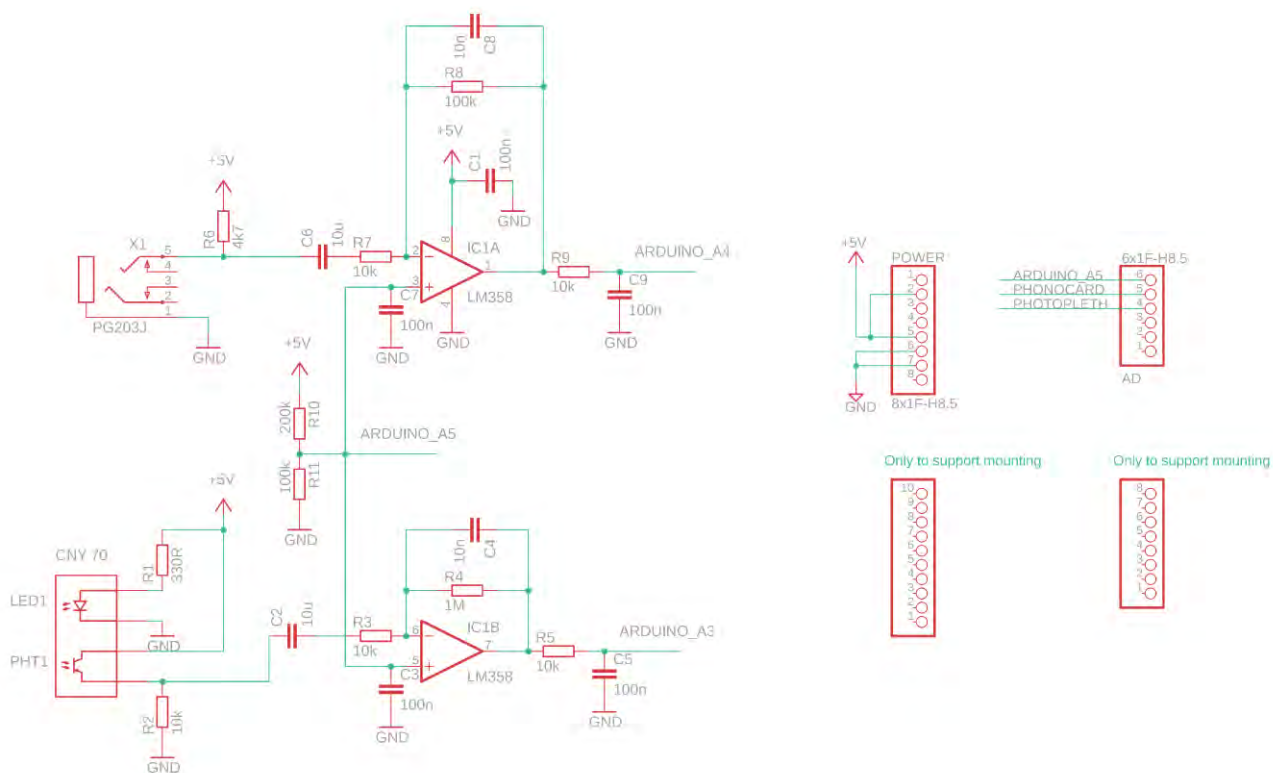 10n
C8
R8
100k
+5V
C1
100n
GND
+5V
R6
4k7
X1
5
4
3
2
1
PG203J
GND
C6
10u
R7
10k
2
3
8
4
1
IC1A
LM358
C7
100n
GND
GND
R9
10k
ARDUINO_A4
C9
100n
GND
+5V
200k
R10
ARDUINO_A5
100k
R11
GND
+5V
CNY 70
R1
330R
LED1
GND
PHT1
R2
10k
GND
C2
10u
R3
10k
10n
C4
R4
1M
6
5
7
IC1B
LM358
C3
100n
GND
R5
10k
ARDUINO_A3
C5
100n
GND
+5V
POWER
1
2
3
4
5
6
7
8
GND
8x1F-H8.5
6x1F-H8.5
ARDUINO_A5
PHONOCARD
PHOTOPLETH
6
5
4
3
2
1
AD
Only to support mounting
10
9
8
7
6
5
4
3
2
1
Only to support mounting
8
7
6
5
4
3
2
1